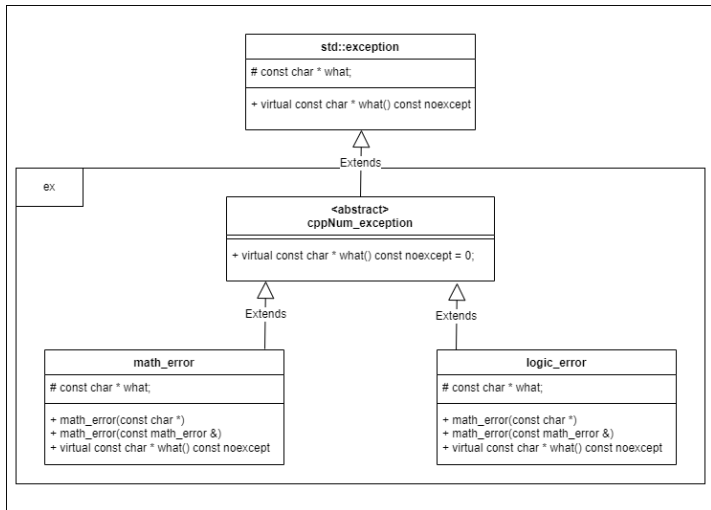 std::exception
# const char * what;
+ virtual const char * what() const noexcept
Extends
ex
<abstract>
cppNum_exception
+ virtual const char * what() const noexcept = 0;
Extends
Extends
math_error
# const char * what;
+ math_error(const char *)
+ math_error(const math_error &)
+ virtual const char * what() const noexcept
logic_error
# const char * what;
+ math_error(const char *)
+ math_error(const math_error &)
+ virtual const char * what() const noexcept